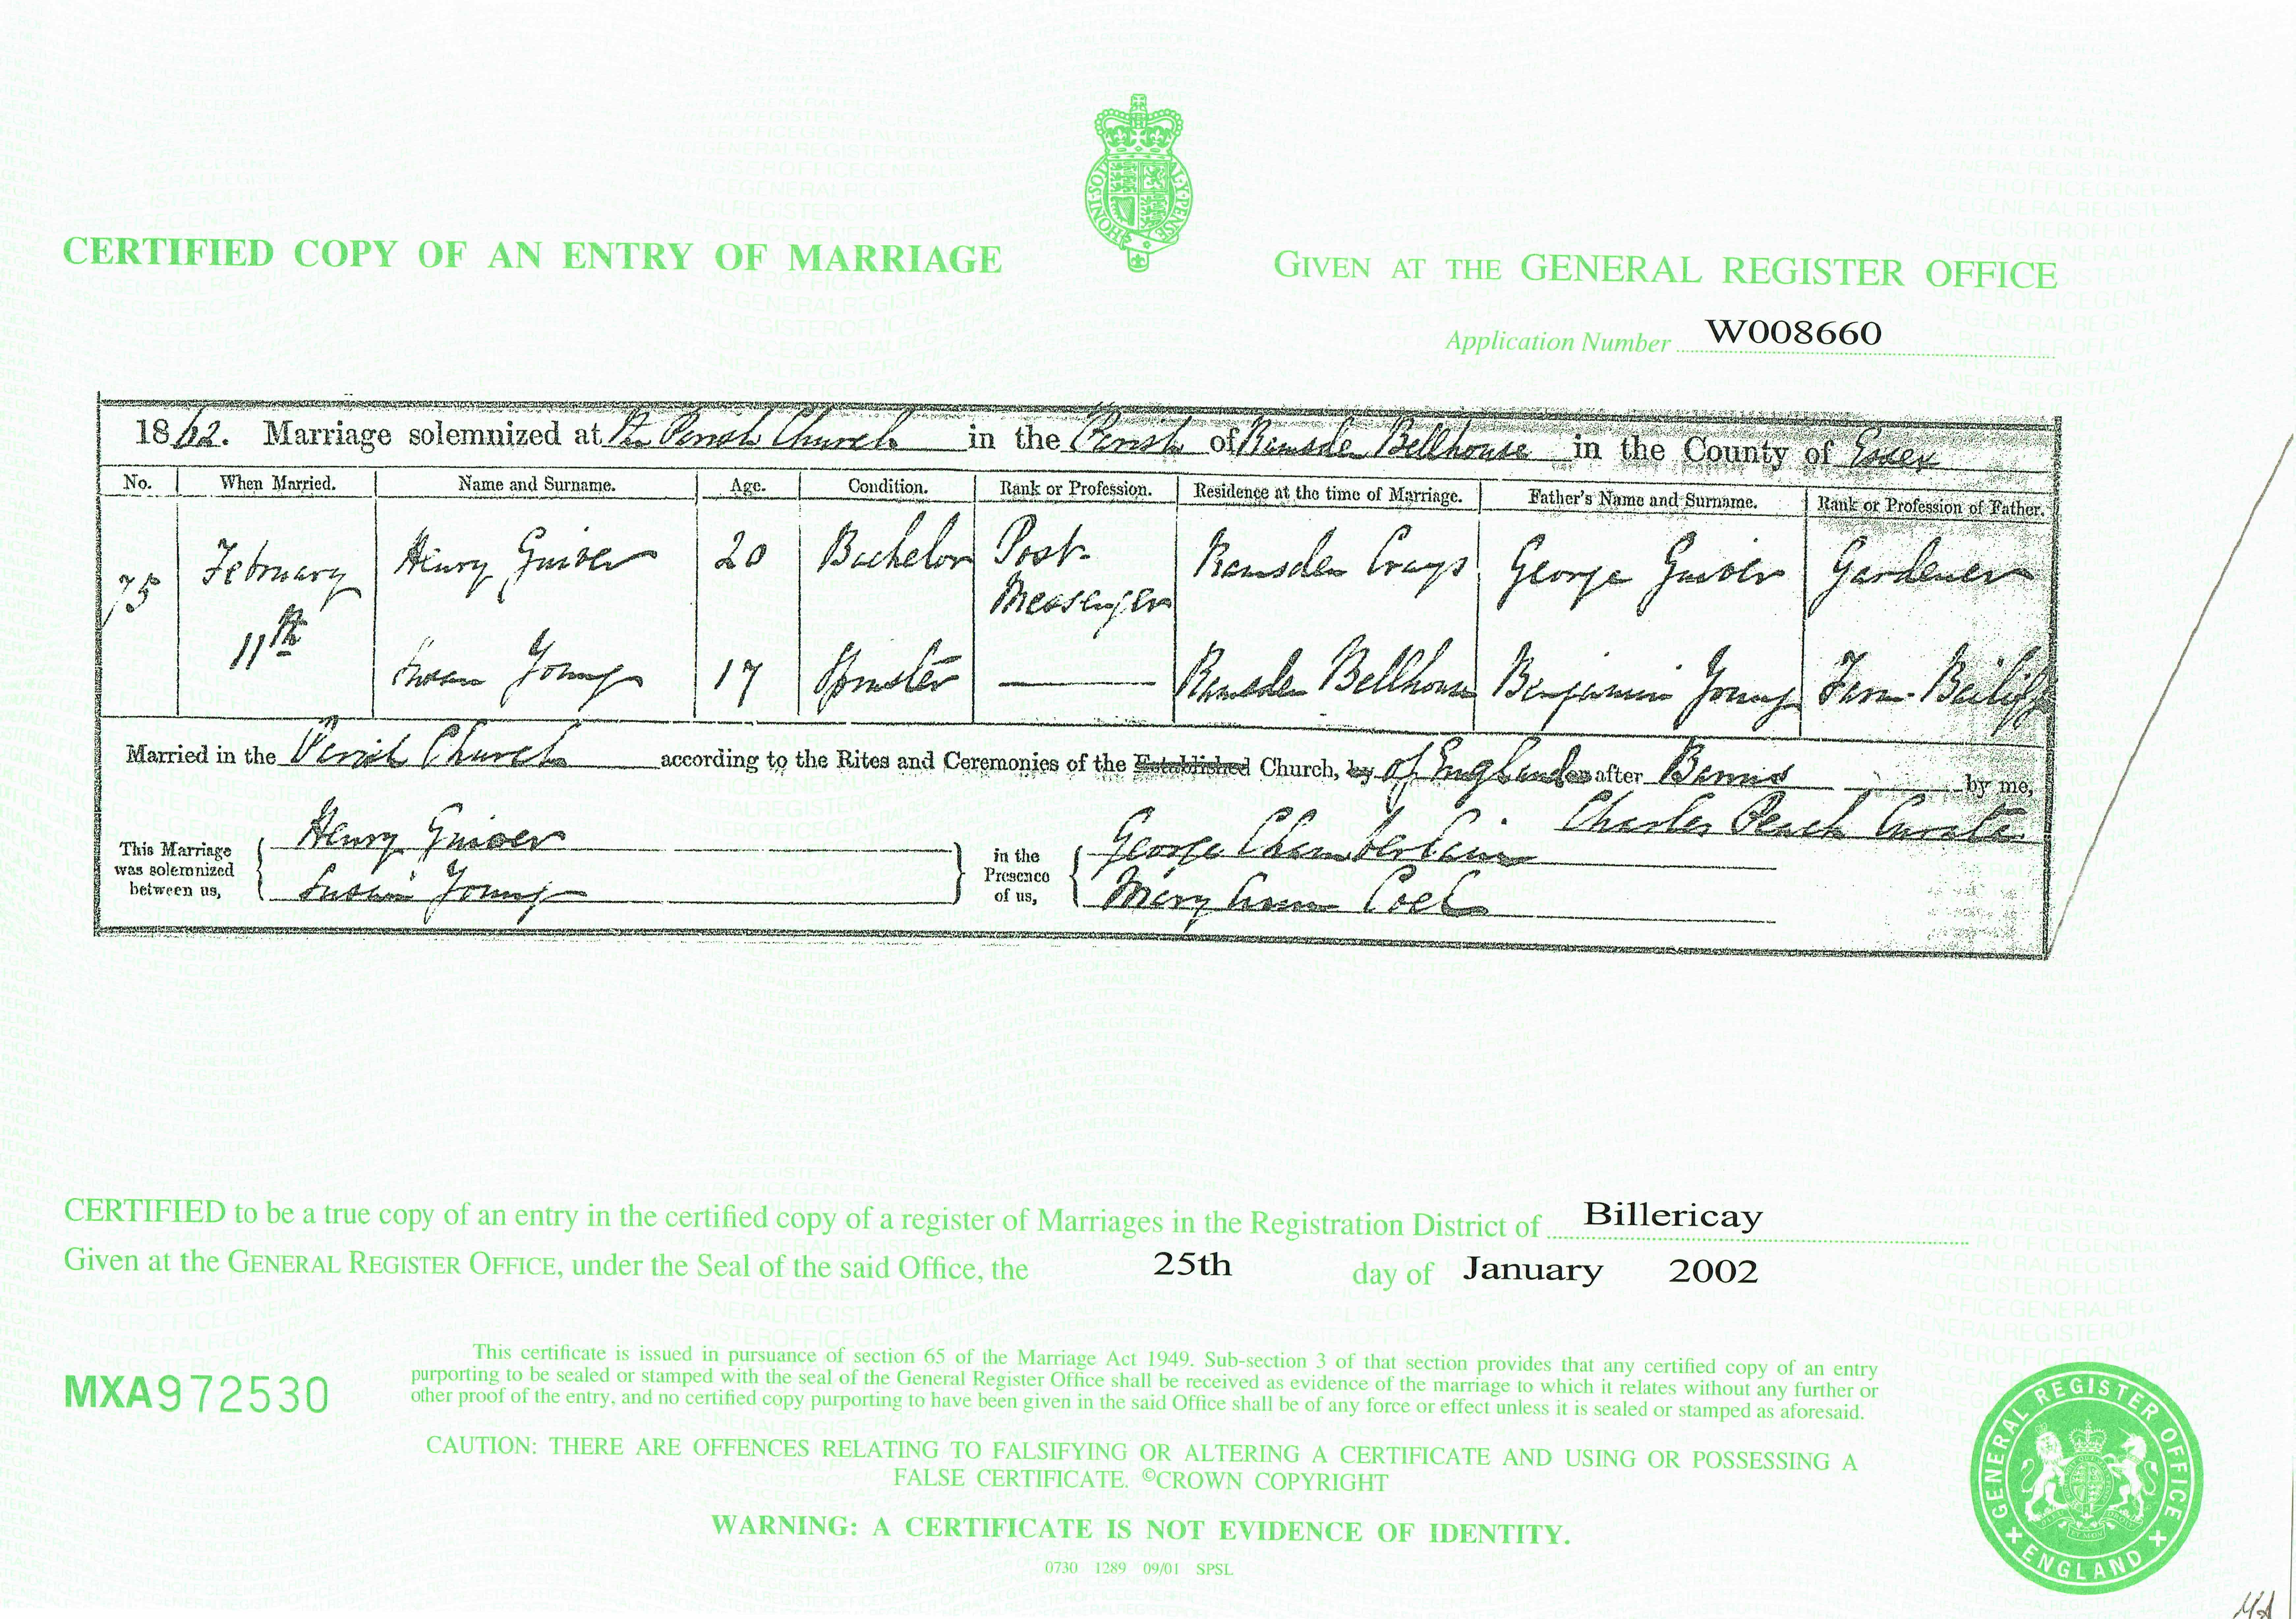 HONI·SOI Y·PENSE
CERTIFIED COPY OF AN ENTRY OF MARRIAGE
GIVEN AT THE GENERAL REGISTER OFFICE
Application Number W008660
1862. Marriage solemnized at the Parish Church in the Parish of Ramsden Bellhouse in the County of Essex
No. When Married. Name and Surname. Age. Condition. Rank or Profession. Residence at the time of Marriage. Father's Name and Surname. Rank or Profession of Father.
75 February 11th Henry Guiver 20 Bachelor Post-Messenger Ramsden Crays George Guiver Gardener
Susan Young 17 Spinster Ramsden Bellhouse Benjamin Young Farm-Bailiff
Married in the Parish Church according to the Rites and Ceremonies of the Established Church, by of England after Banns by me,
Charles Peach Curate
This Marriage was solemnized between us, Henry Guiver in the Presence of us, George Chamberlain
Susan Young Mary Ann Coe
CERTIFIED to be a true copy of an entry in the certified copy of a register of Marriages in the Registration District of Billericay
Given at the GENERAL REGISTER OFFICE, under the Seal of the said Office, the 25th day of January 2002
This certificate is issued in pursuance of section 65 of the Marriage Act 1949. Sub-section 3 of that section provides that any certified copy of an entry
purporting to be sealed or stamped with the seal of the General Register Office shall be received as evidence of the marriage to which it relates without any further or
other proof of the entry, and no certified copy purporting to have been given in the said Office shall be of any force or effect unless it is sealed or stamped as aforesaid.
MXA972530
CAUTION: THERE ARE OFFENCES RELATING TO FALSIFYING OR ALTERING A CERTIFICATE AND USING OR POSSESSING A
FALSE CERTIFICATE. ©CROWN COPYRIGHT
WARNING: A CERTIFICATE IS NOT EVIDENCE OF IDENTITY.
0730 1289 09/01 SPSL
GENERAL REGISTER OFFICE
+ ENGLAND +